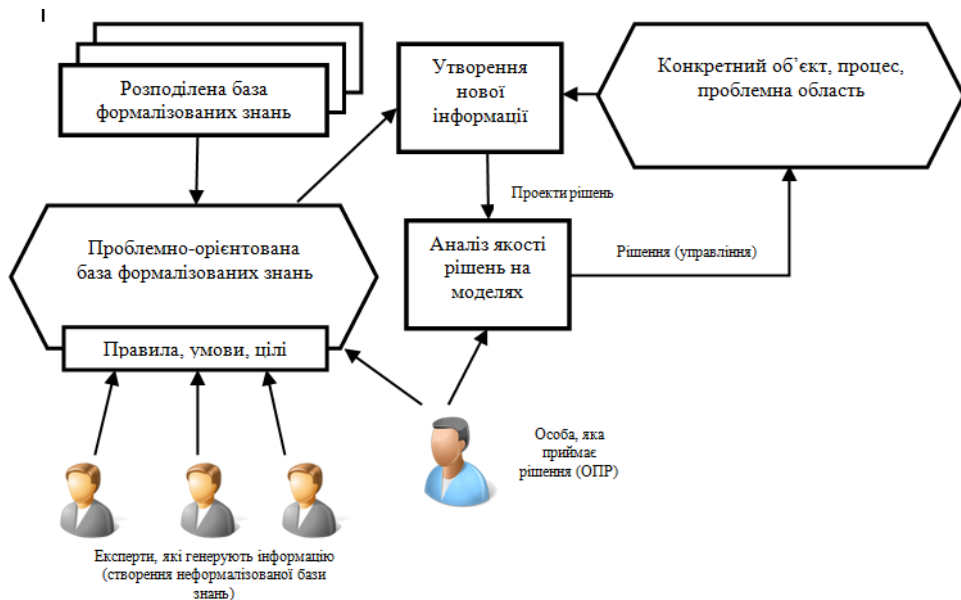 Розподілена база
формалізованих знань
Утворення
нової
інформації
Конкретний об’єкт, процес,
проблемна область
Проекти рішень
Проблемно-орієнтована
база формалізованих знань
Аналіз якості
рішень на
моделях
Рішення (управління)
Правила, умови, цілі
Особа, яка
приймає
рішення (ОПР)
Експерти, які генерують інформацію
(створення неформалізованої бази
знань)